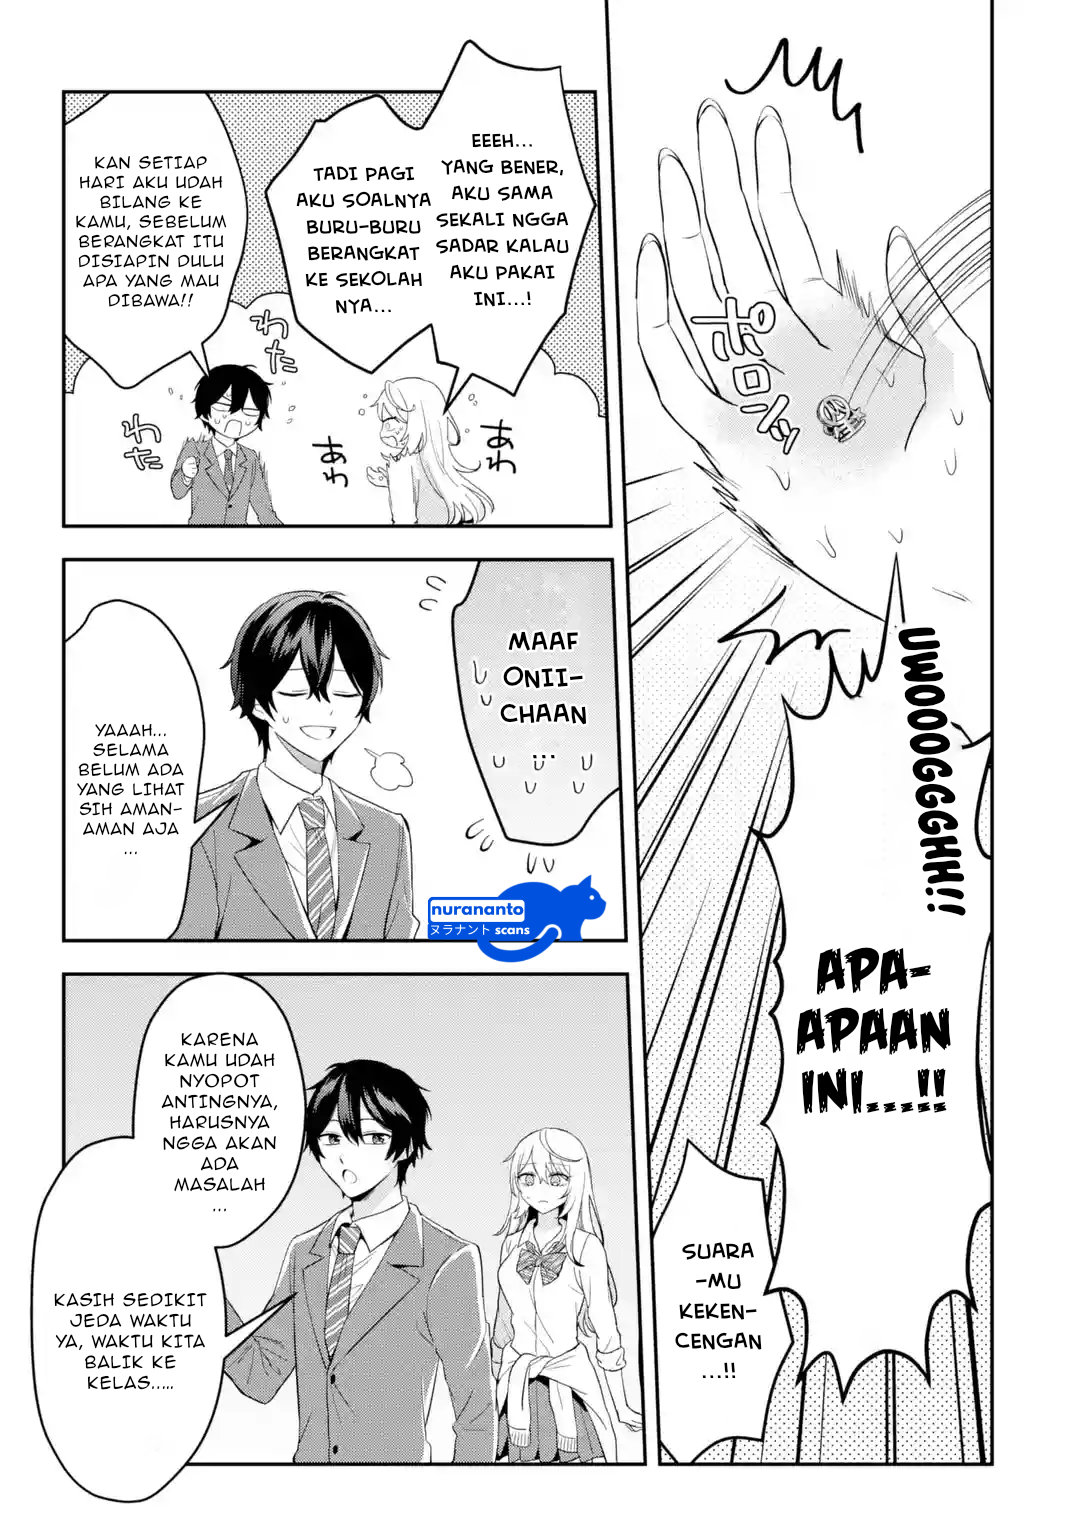 ポロッ
UWOOOGGGGHH!!
APA-
APAAN
INI...!!
SUARA
-MU
KEKEN-
CENGAN
...!!
EEEH...
YANG BENER,
AKU SAMA
SEKALI NGGA
SADAR KALAU
AKU PAKAI
INI...!
TADI PAGI
AKU SOALNYA
BURU-BURU
BERANGKAT
KE SEKOLAH
NYA...
KAN SETIAP
HARI AKU UDAH
BILANG KE
KAMU, SEBELUM
BERANGKAT ITU
DISIAPIN DULU
APA YANG MAU
DIBAWA!!
あわ
あわ
わた
わた
MAAF
ONII-
CHAAN
...
YAAAH...
SELAMA
BELUM ADA
YANG LIHAT
SIH AMAN-
AMAN AJA
...
nurananto
ヌラナント scans
KARENA
KAMU UDAH
NYOPOT
ANTINGNYA,
HARUSNYA
NGGA AKAN
ADA
MASALAH
...
KASIH SEDIKIT
JEDA WAKTU
YA, WAKTU KITA
BALIK KE
KELAS.....